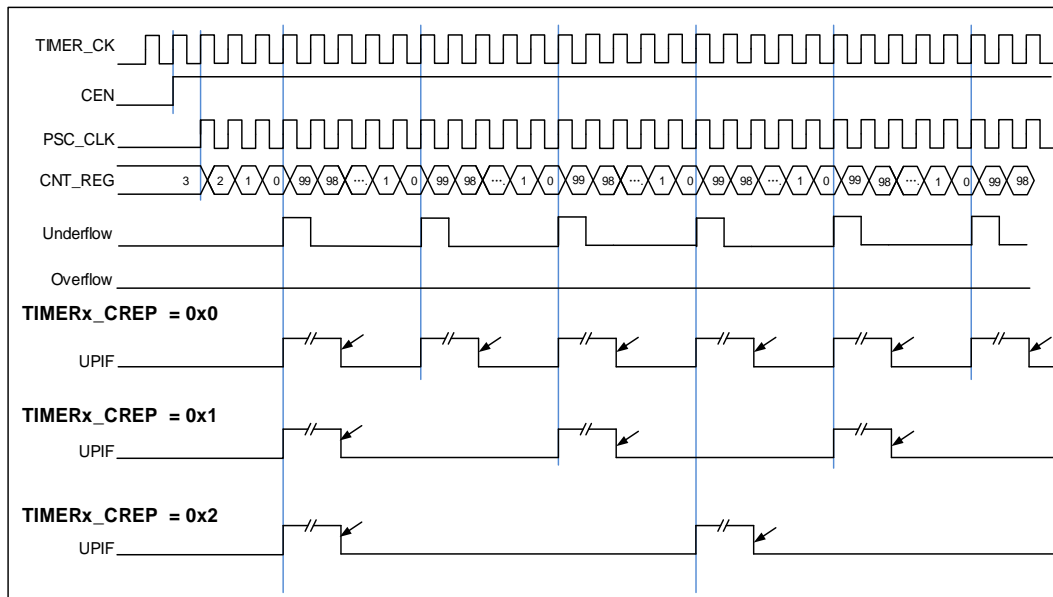 TIMER_CK
CEN
PSC_CLK
CNT_REG 3 2 1 0 99 98 .... 1 0 99 98 .... 1 0 99 98 .... 1 0 99 98 .... 1 0 99 98 .... 1 0 99 98
Underflow
Overflow
TIMERx_CREP = 0x0
UPIF
TIMERx_CREP = 0x1
UPIF
TIMERx_CREP = 0x2
UPIF